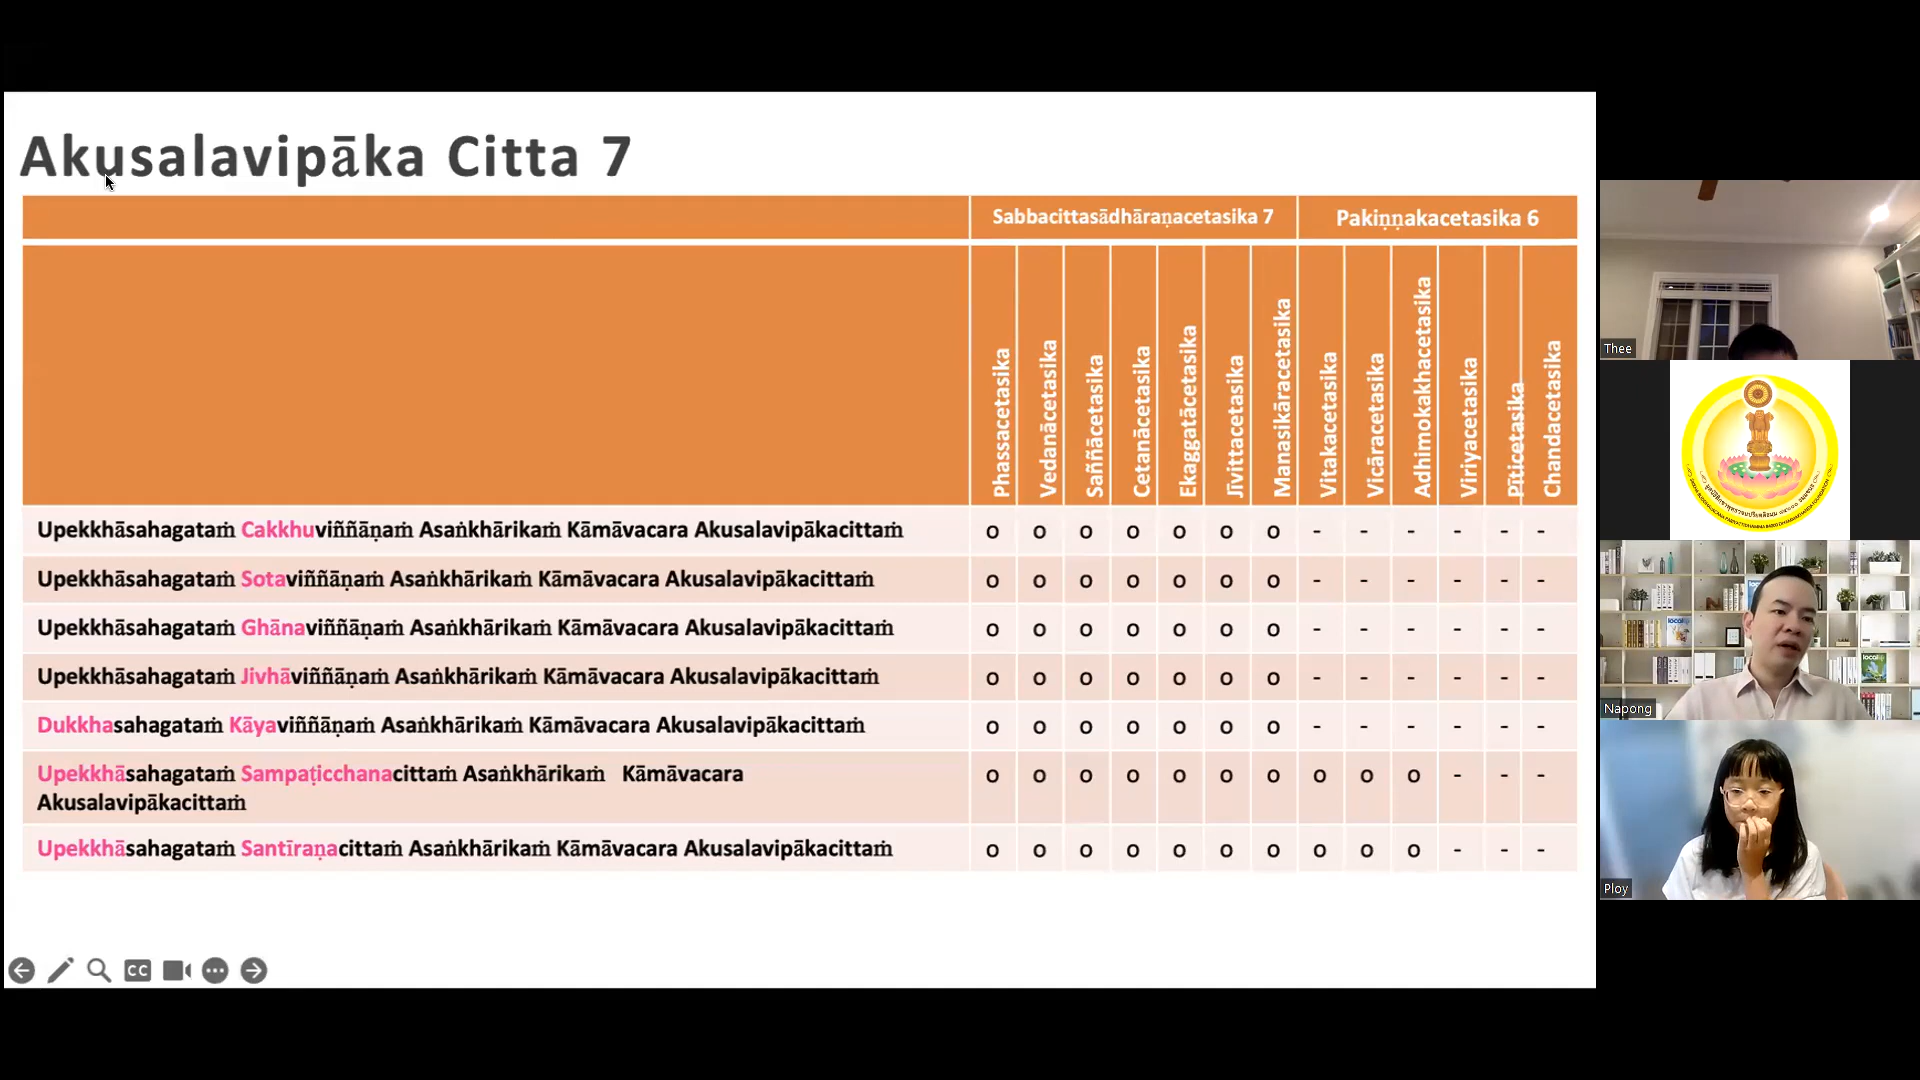 Akusalavipāka Citta 7
Sabbacittasādhāraṇacetasika 7 Pakiṇṇakacetasika 6
Phassacetasika Vedanācetasika Saññācetasika Cetanācetasika Ekaggatācetasika Jīvittacetasika Manasikāracetasika Vitakacetasika Vicāracetasika Adhimokakhacetasika Viriyacetasika Pīticetasika Chandacetasika
Upekkhāsahagataṁ Cakkhuviññāṇaṁ Asaṅkhārikaṁ Kāmāvacara Akusalavipākacittaṁ o o o o o o o - - - - - -
Upekkhāsahagataṁ Sotaviññāṇaṁ Asaṅkhārikaṁ Kāmāvacara Akusalavipākacittaṁ o o o o o o o - - - - - -
Upekkhāsahagataṁ Ghānaviññāṇaṁ Asaṅkhārikaṁ Kāmāvacara Akusalavipākacittaṁ o o o o o o o - - - - - -
Upekkhāsahagataṁ Jivhāviññāṇaṁ Asaṅkhārikaṁ Kāmāvacara Akusalavipākacittaṁ o o o o o o o - - - - - -
Dukkhasahagataṁ Kāyaviññāṇaṁ Asaṅkhārikaṁ Kāmāvacara Akusalavipākacittaṁ o o o o o o o - - - - - -
Upekkhāsahagataṁ Sampaṭicchanacittaṁ Asaṅkhārikaṁ Kāmāvacara o o o o o o o o o o - - -
Akusalavipākacittaṁ
Upekkhāsahagataṁ Santīraṇacittaṁ Asaṅkhārikaṁ Kāmāvacara Akusalavipākacittaṁ o o o o o o o o o o - - -
CC
Thee
Napong
Ploy